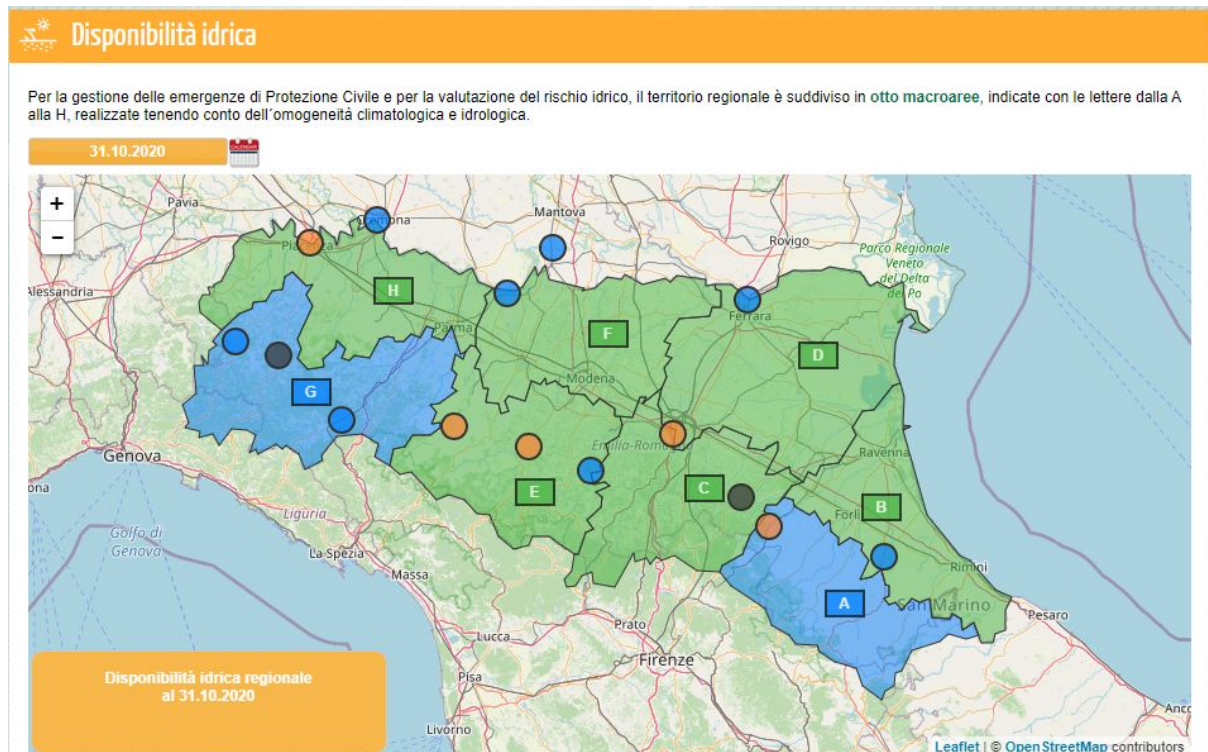 Disponibilità idrica
Per la gestione delle emergenze di Protezione Civile e per la valutazione del rischio idrico, il territorio regionale è suddiviso in otto macroaree, indicate con le lettere dalla A
alla H, realizzate tenendo conto dell´omogeneità climatologica e idrologica.
31.10.2020
+
−
Pavia
Mantova
Rovigo
Parco Regionale
Veneto
del Delta
del Po
Alessandria
H
Ferrara
Parma
F
D
Modena
G
Genova
Emilia-Romagna
Ravenna
E
C
B
Liguria
Golfo di
Genova
La Spezia
Massa
Rimini
A
San Marino
Pesaro
Lucca
Prato
Firenze
Pisa
Livorno
Disponibilità idrica regionale
al 31.10.2020
Leaflet | © OpenStreetMap contributors